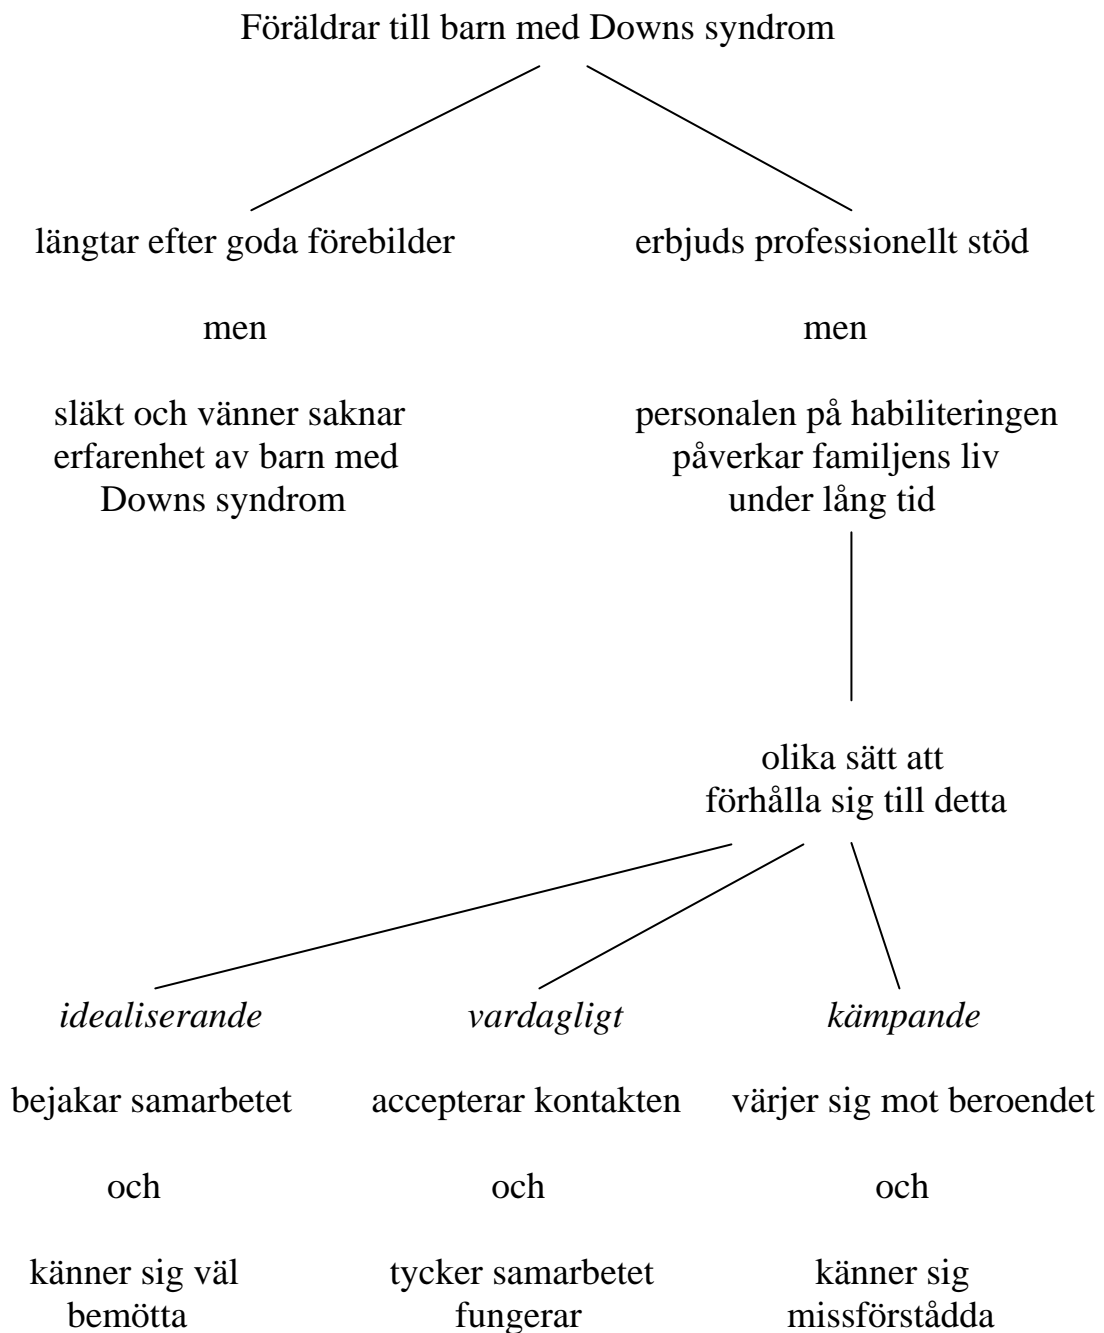 Föräldrar till barn med Downs syndrom
längtar efter goda förebilder
men
släkt och vänner saknar
erfarenhet av barn med
Downs syndrom
erbjuds professionellt stöd
men
personalen på habiliteringen
påverkar familjens liv
under lång tid
olika sätt att
förhålla sig till detta
idealiserande
bejakar samarbetet
och
känner sig väl
bemötta
vardagligt
accepterar kontakten
och
tycker samarbetet
fungerar
kämpande
värjer sig mot beroendet
och
känner sig
missförstådda